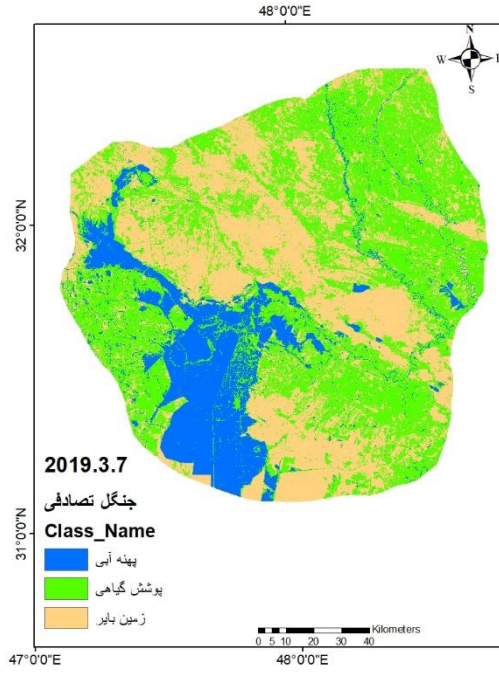 48°0'0"E
N
W E
S
32°0'0"N
2019.3.7
جنگل تصادفی
Class_Name
پهنه آبی
پوشش گیاهی
زمین بایر
31°0'0"N
Kilometers
0 5 10 20 30 40
47°0'0"E 48°0'0"E